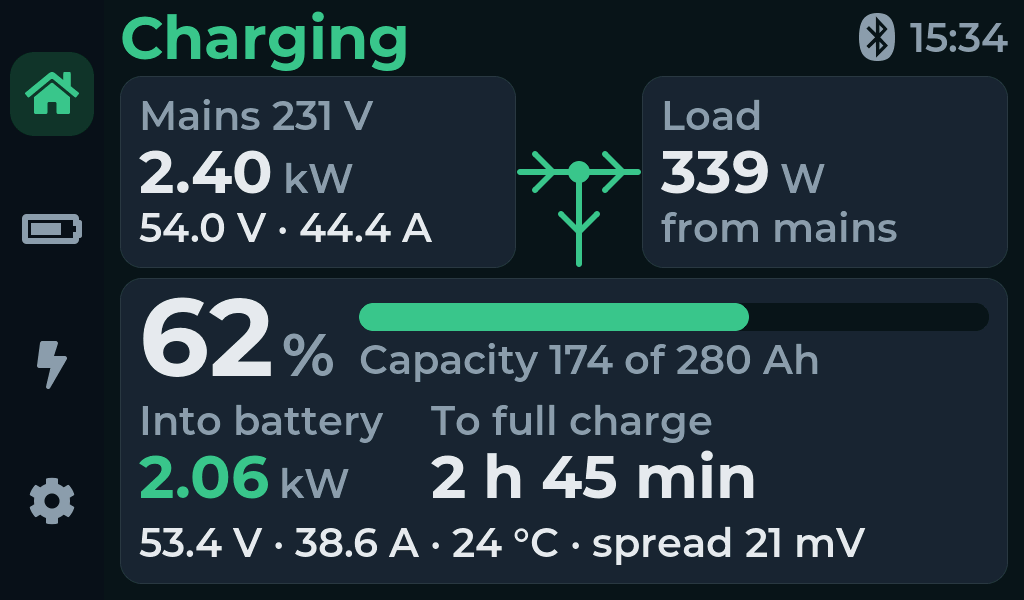 Charging
15:34
Mains 231 V
2.40 kW
54.0 V · 44.4 A
Load
339 W
from mains
62 %
Capacity 174 of 280 Ah
Into battery
2.06 kW
To full charge
2 h 45 min
53.4 V · 38.6 A · 24 °C · spread 21 mV